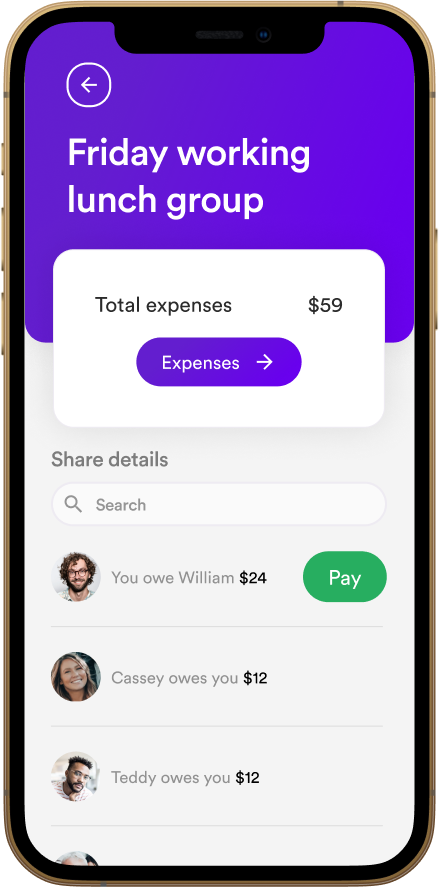 Friday working
lunch group
Total expenses $59
Expenses
Share details
Search
You owe William $24 Pay
Cassey owes you $12
Teddy owes you $12